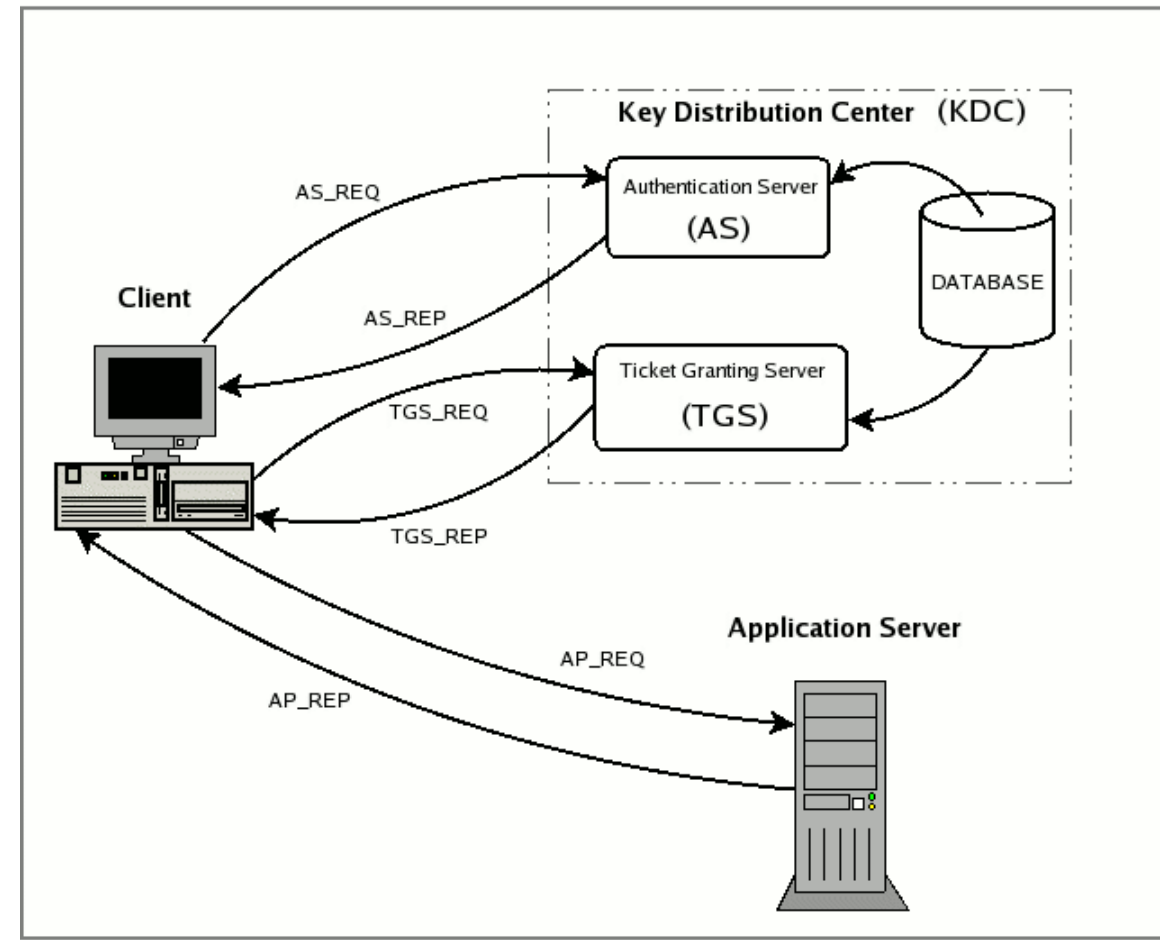 Key Distribution Center (KDC)
Authentication Server
(AS)
AS_REQ
DATABASE
Client
AS_REP
Ticket Granting Server
(TGS)
TGS_REQ
TGS_REP
Application Server
AP_REQ
AP_REP